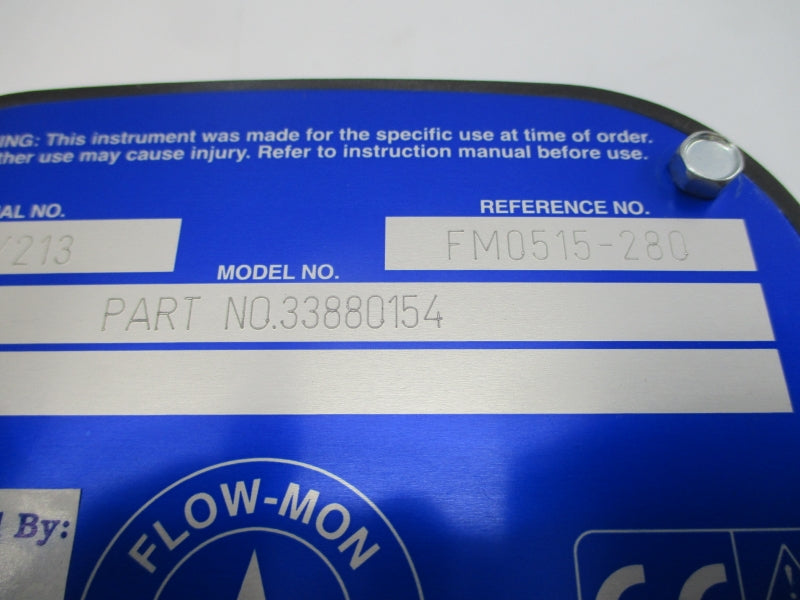 ING: This instrument was made for the specific use at time of order.
ther use may cause injury. Refer to instruction manual before use.
IAL NO.
REFERENCE NO.
/213
FM0515-280
MODEL NO.
PART NO.33880154
FLOW-MON
d By:
CE